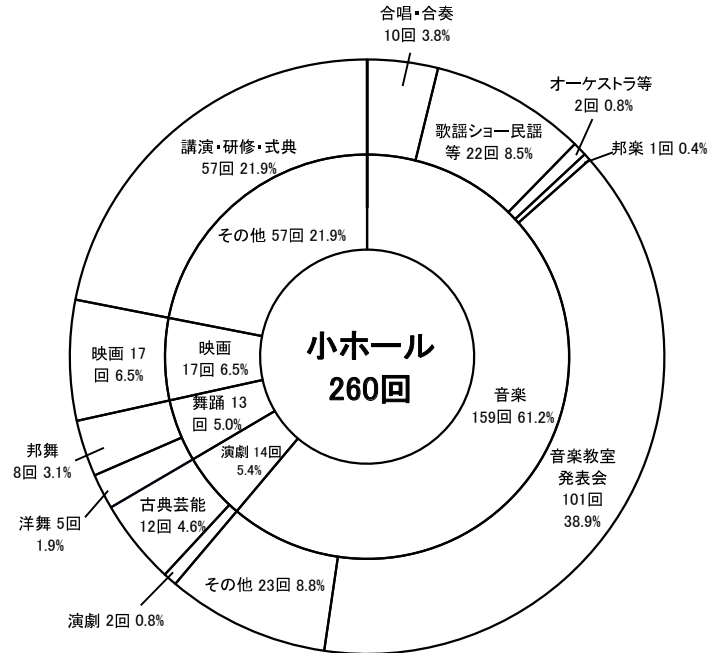 合唱・合奏
10回 3.8%
オーケストラ等
2回 0.8%
歌謡ショー民謡
等 22回 8.5%
邦楽 1回 0.4%
講演・研修・式典
57回 21.9%
その他 57回 21.9%
小ホール
260回
映画 17
回 6.5%
映画
17回 6.5%
音楽
159回 61.2%
舞踊 13
回 5.0%
邦舞
8回 3.1%
演劇 14回
5.4%
音楽教室
発表会
101回
38.9%
古典芸能
12回 4.6%
洋舞 5回
1.9%
その他 23回 8.8%
演劇 2回 0.8%